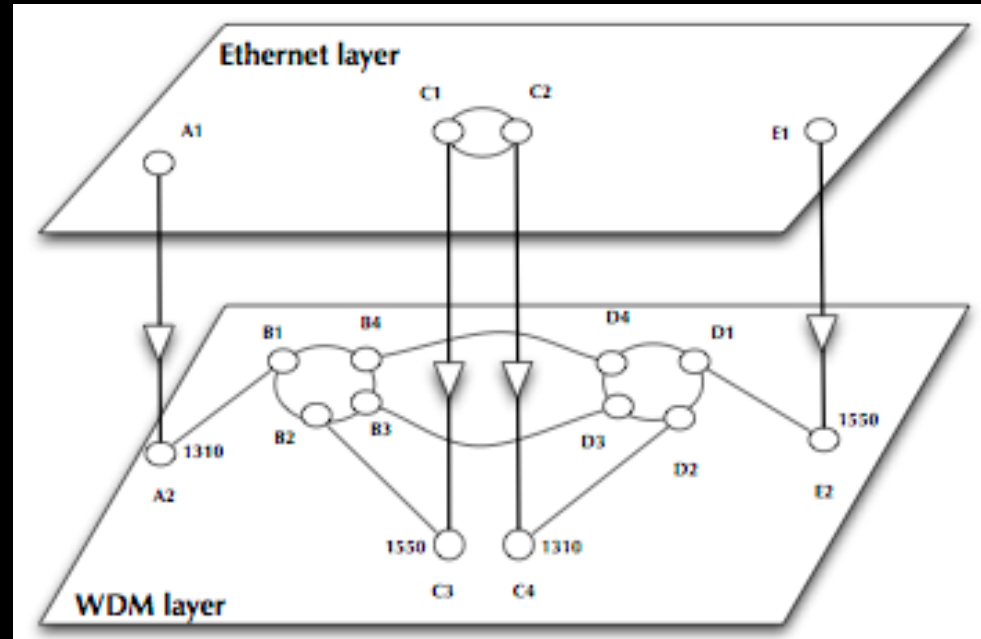 Ethernet layer
C1 C2
A1 E1
B1 B4 D4 D1
1550
B2 B3 D3 D2
1310
A2 E2
1550 1310
C3 C4
WDM layer